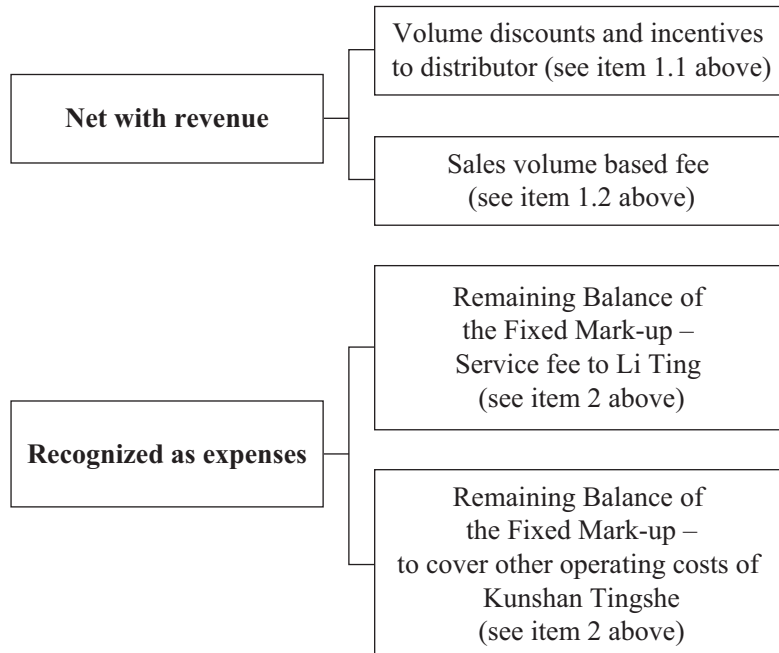 Net with revenue
Volume discounts and incentives
to distributor (see item 1.1 above)
Sales volume based fee
(see item 1.2 above)
Recognized as expenses
Remaining Balance of
the Fixed Mark-up –
Service fee to Li Ting
(see item 2 above)
Remaining Balance of
the Fixed Mark-up –
to cover other operating costs of
Kunshan Tingshe
(see item 2 above)